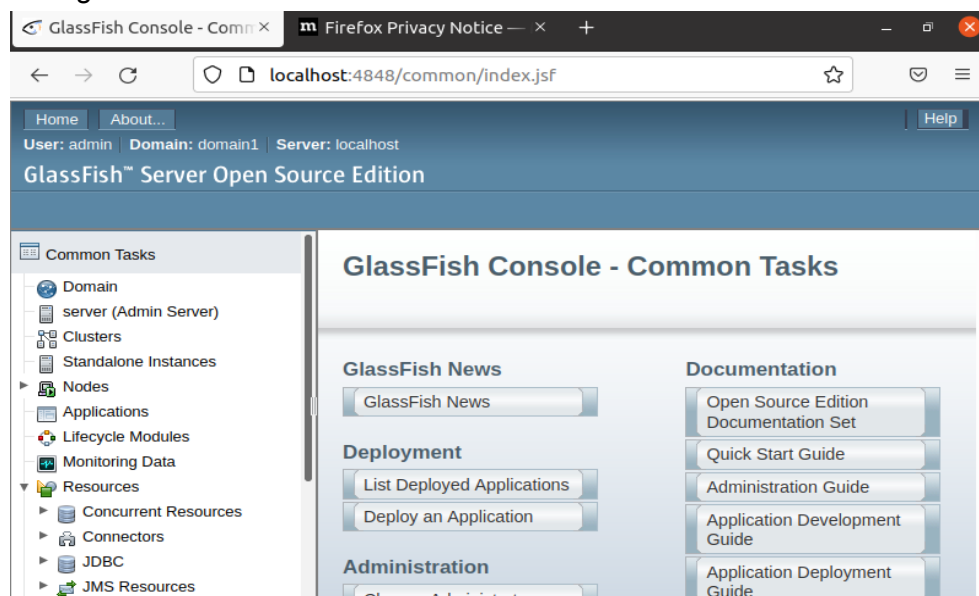 GlassFish Console - Comm
Firefox Privacy Notice —
localhost:4848/common/index.jsf
Home About... Help
User: admin Domain: domain1 Server: localhost
GlassFish™ Server Open Source Edition
Common Tasks
Domain
server (Admin Server)
Clusters
Standalone Instances
Nodes
Applications
Lifecycle Modules
Monitoring Data
Resources
Concurrent Resources
Connectors
JDBC
JMS Resources
GlassFish Console - Common Tasks
GlassFish News
GlassFish News
Deployment
List Deployed Applications
Deploy an Application
Administration
Documentation
Open Source Edition
Documentation Set
Quick Start Guide
Administration Guide
Application Development
Guide
Application Deployment
Guide